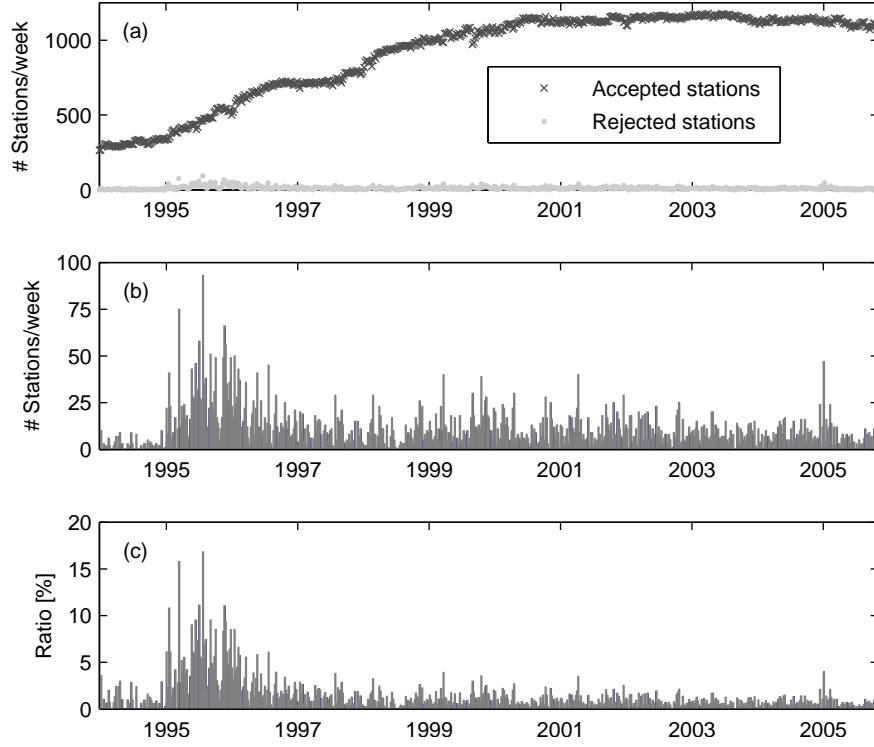 (a)
# Stations/week
1000
500
0
Accepted stations
Rejected stations
1995 1997 1999 2001 2003 2005
(b)
# Stations/week
100
75
50
25
0
1995 1997 1999 2001 2003 2005
(c)
Ratio [%]
20
15
10
5
0
1995 1997 1999 2001 2003 2005